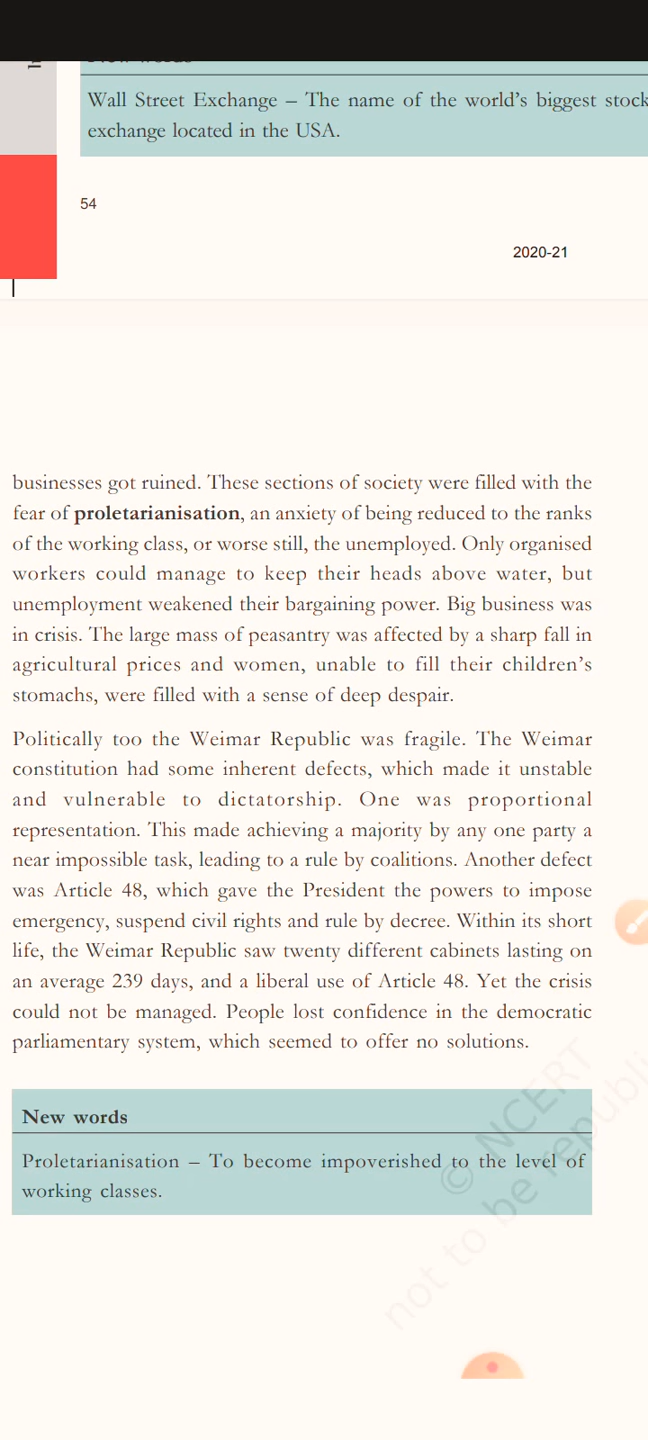 Wall Street Exchange – The name of the world's biggest stock
exchange located in the USA.
54
2020-21
businesses got ruined. These sections of society were filled with the
fear of proletarianisation, an anxiety of being reduced to the ranks
of the working class, or worse still, the unemployed. Only organised
workers could manage to keep their heads above water, but
unemployment weakened their bargaining power. Big business was
in crisis. The large mass of peasantry was affected by a sharp fall in
agricultural prices and women, unable to fill their children's
stomachs, were filled with a sense of deep despair.
Politically too the Weimar Republic was fragile. The Weimar
constitution had some inherent defects, which made it unstable
and vulnerable to dictatorship. One was proportional
representation. This made achieving a majority by any one party a
near impossible task, leading to a rule by coalitions. Another defect
was Article 48, which gave the President the powers to impose
emergency, suspend civil rights and rule by decree. Within its short
life, the Weimar Republic saw twenty different cabinets lasting on
an average 239 days, and a liberal use of Article 48. Yet the crisis
could not be managed. People lost confidence in the democratic
parliamentary system, which seemed to offer no solutions.
New words
Proletarianisation – To become impoverished to the level of
working classes.
© NCERT
not to be republi